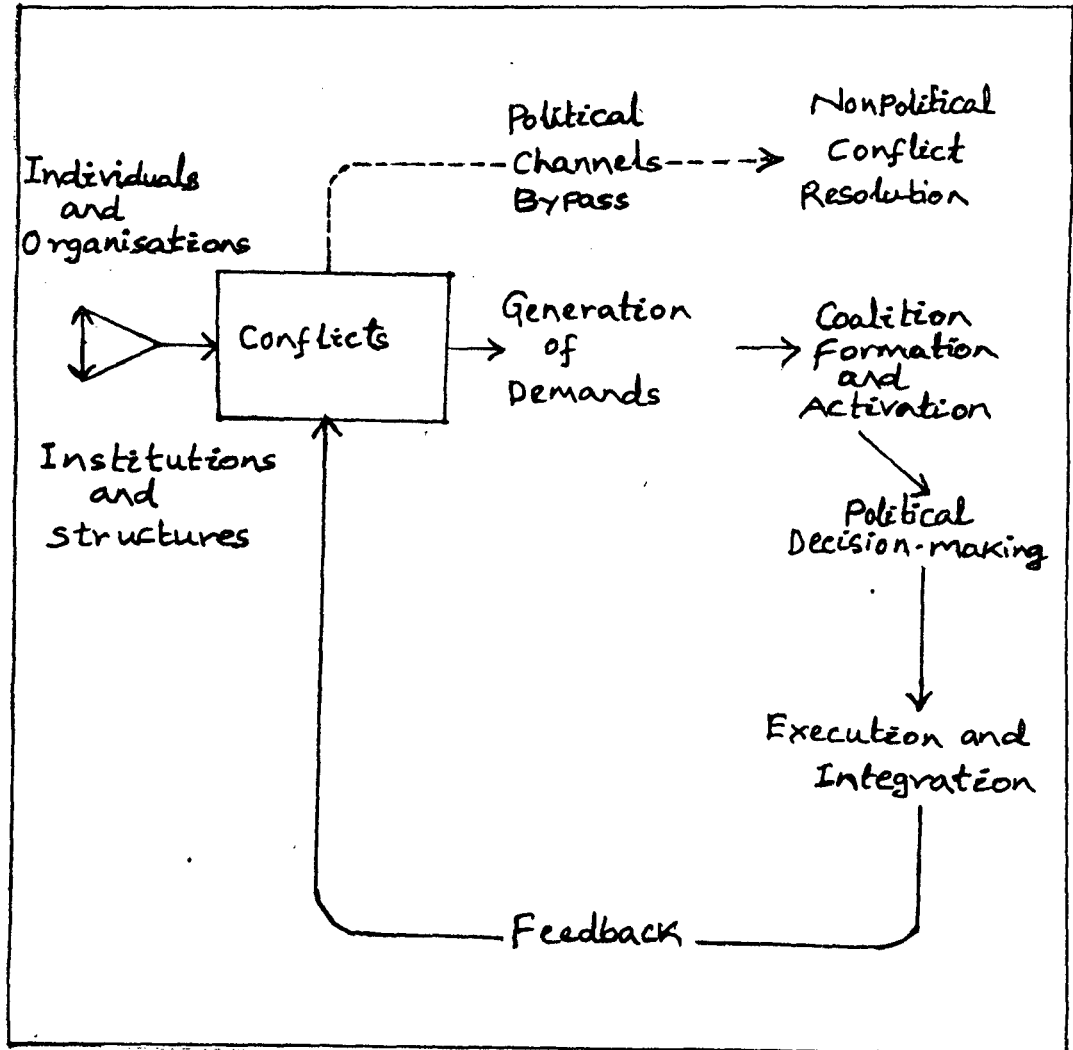 Political
Channels
Bypass
Nonpolitical
Conflict
Resolution
Individuals
and
Organisations
Conflicts
Generation
of
Demands
Coalition
Formation
and
Activation
Institutions
and
structures
Political
Decision-making
Execution and
Integration
Feedback